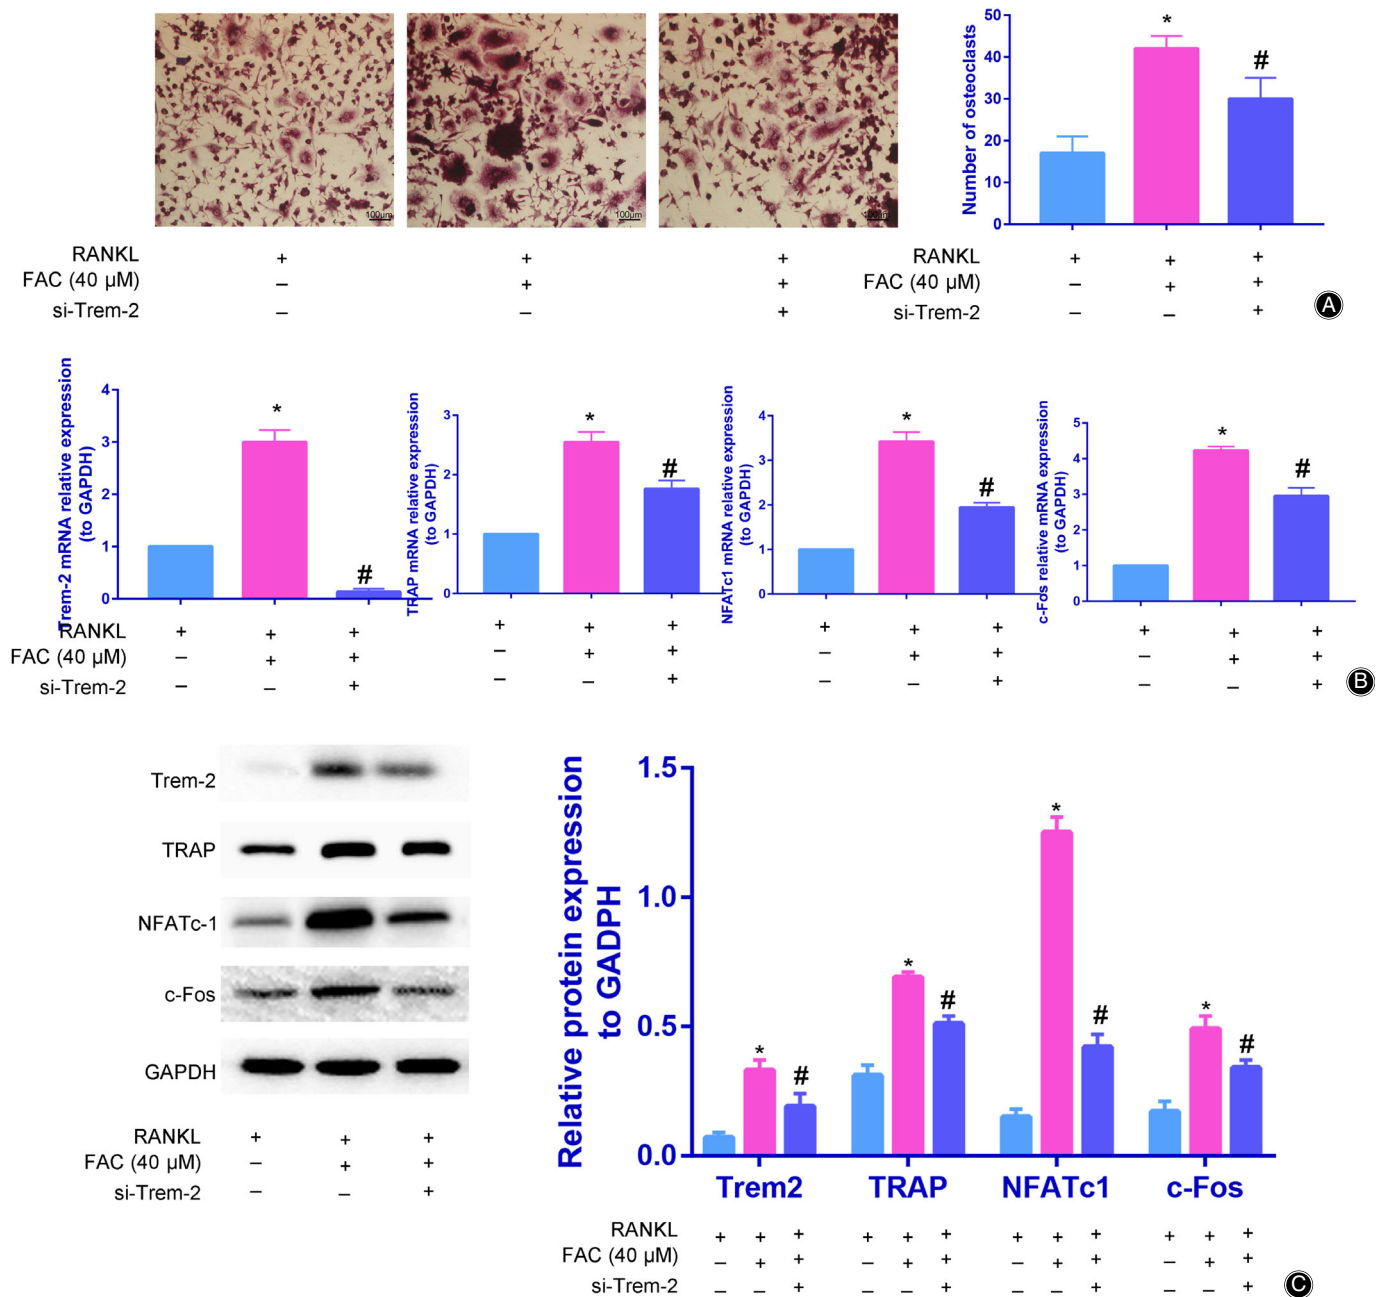 100µm
100µm
100µm
RANKL + + +
FAC (40 µM) – + +
si-Trem-2 – – +
Number of osteoclasts
50
40
30
20
10
0
*
#
RANKL + + +
FAC (40 µM) – + +
si-Trem-2 – – +
A
Trem-2 mRNA relative expression
(to GAPDH)
4
3
2
1
0
*
#
RANKL + + +
FAC (40 µM) – + +
si-Trem-2 – – +
TRAP mRNA relative expression
(to GAPDH)
3
2
1
0
*
#
+ + +
– + +
– – +
NFATc1 mRNA relative expression
(to GAPDH)
4
3
2
1
0
*
#
+ + +
– + +
– – +
c-Fos relative mRNA expression
(to GAPDH)
5
4
3
2
1
0
*
#
+ + +
– + +
– – +
B
Trem-2
TRAP
NFATc-1
c-Fos
GAPDH
RANKL + + +
FAC (40 µM) – + +
si-Trem-2 – – +
Relative protein expression
to GADPH
1.5
1.0
0.5
0.0
* # * # * # * #
Trem2 TRAP NFATc1 c-Fos
RANKL + + + + + + + + + + + +
FAC (40 µM) – + + – + + – + + – + +
si-Trem-2 – – + – – + – – + – – +
C